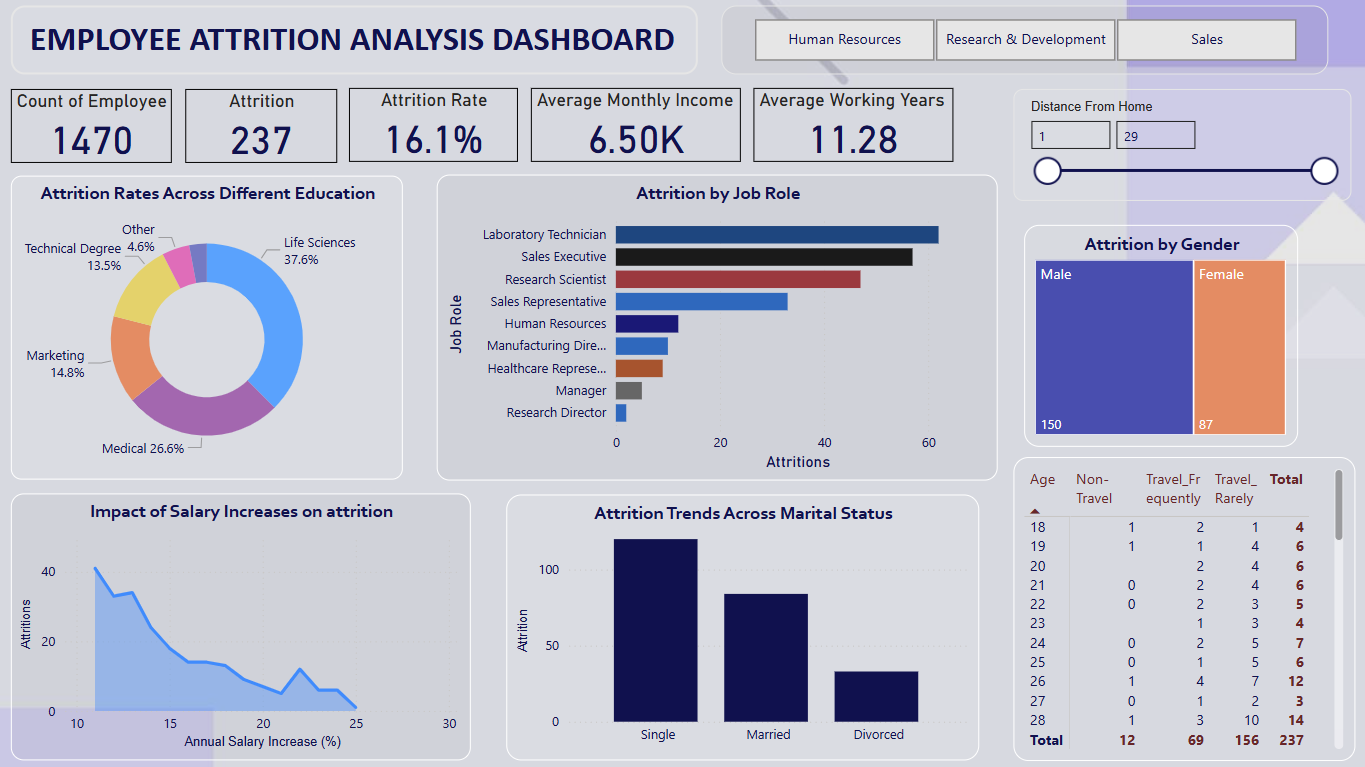 EMPLOYEE ATTRITION ANALYSIS DASHBOARD
Human Resources
Research & Development
Sales
Count of Employee
1470
Attrition
237
Attrition Rate
16.1%
Average Monthly Income
6.50K
Average Working Years
11.28
Distance From Home
1
29
Attrition Rates Across Different Education
Other
4.6%
Technical Degree
13.5%
Life Sciences
37.6%
Marketing
14.8%
Medical 26.6%
Attrition by Job Role
Job Role
Laboratory Technician
Sales Executive
Research Scientist
Sales Representative
Human Resources
Manufacturing Dire...
Healthcare Represe...
Manager
Research Director
0 20 40 60
Attritions
Attrition by Gender
Male
150
Female
87
Impact of Salary Increases on attrition
Attritions
40
20
0
10 15 20 25 30
Annual Salary Increase (%)
Attrition Trends Across Marital Status
Attrition
100
50
0
Single Married Divorced
Age Non- Travel_Fr Travel_ Total
Travel equently Rarely
18 1 2 1 4
19 1 1 4 6
20 2 4 6
21 0 2 4 6
22 0 2 3 5
23 1 3 4
24 0 2 5 7
25 0 1 5 6
26 1 4 7 12
27 0 1 2 3
28 1 3 10 14
Total 12 69 156 237